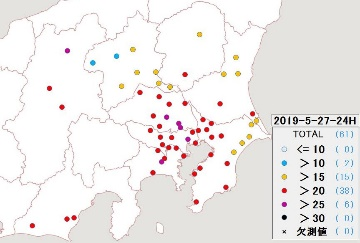 2019-5-27-24H
TOTAL (61)
<= 10 ( 0)
> 10 ( 2)
> 15 ( 15)
> 20 ( 38)
> 25 ( 6)
> 30 ( 0)
× 欠測値 ( 0)